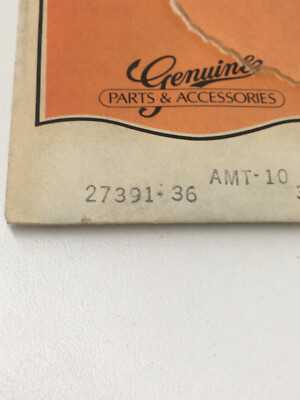 Genuine
PARTS & ACCESSORIES
AMT-10
27391-36